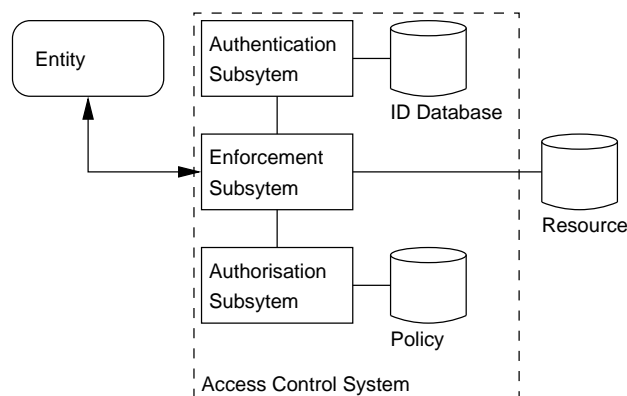 Entity
Authentication
Subsytem
ID Database
Enforcement
Subsytem
Resource
Authorisation
Subsytem
Policy
Access Control System